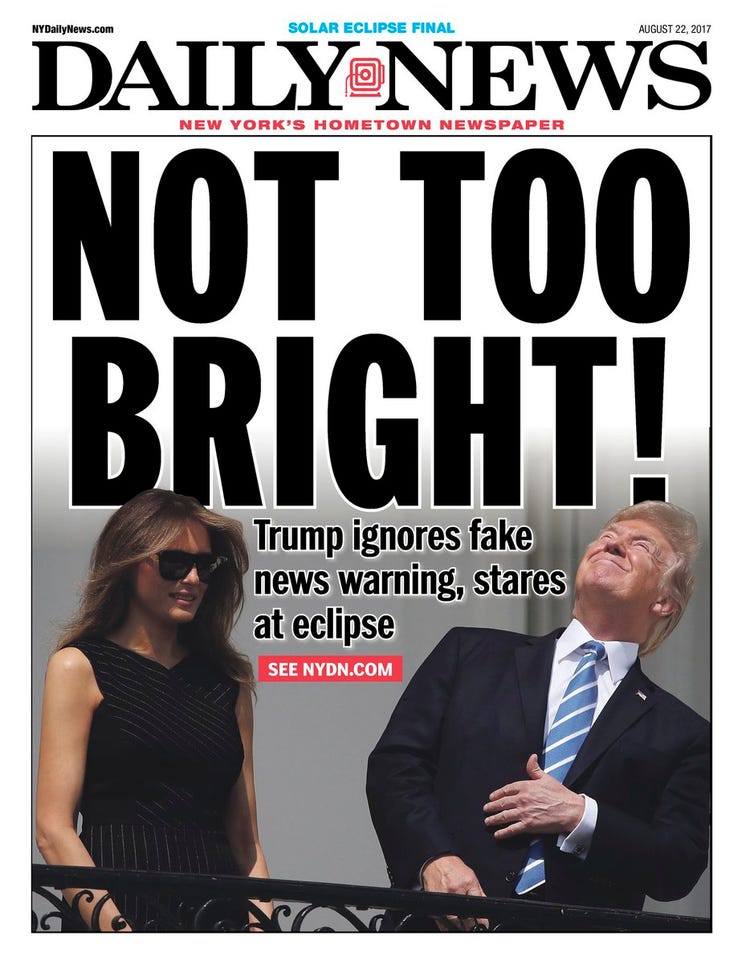 NYDailyNews.com
SOLAR ECLIPSE FINAL
AUGUST 22, 2017
DAILY NEWS
NEW YORK'S HOMETOWN NEWSPAPER
NOT TOO
BRIGHT!
Trump ignores fake
news warning, stares
at eclipse
SEE NYDN.COM